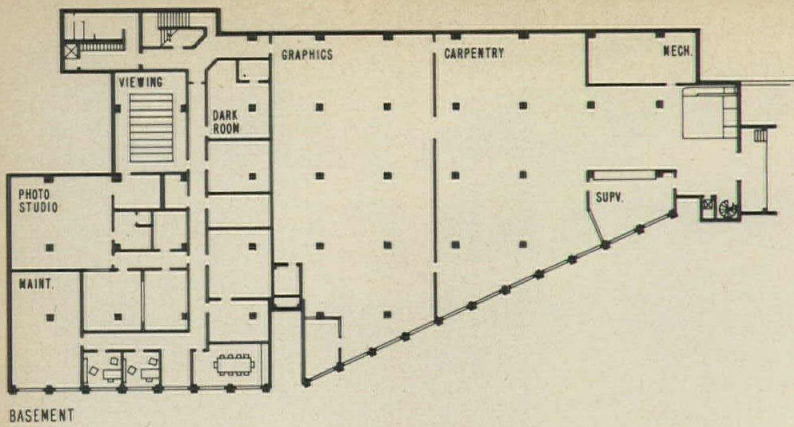 GRAPHICS
CARPENTRY
MECH.
VIEWING
DARK
ROOM
PHOTO
STUDIO
SUPV.
MAINT.
BASEMENT